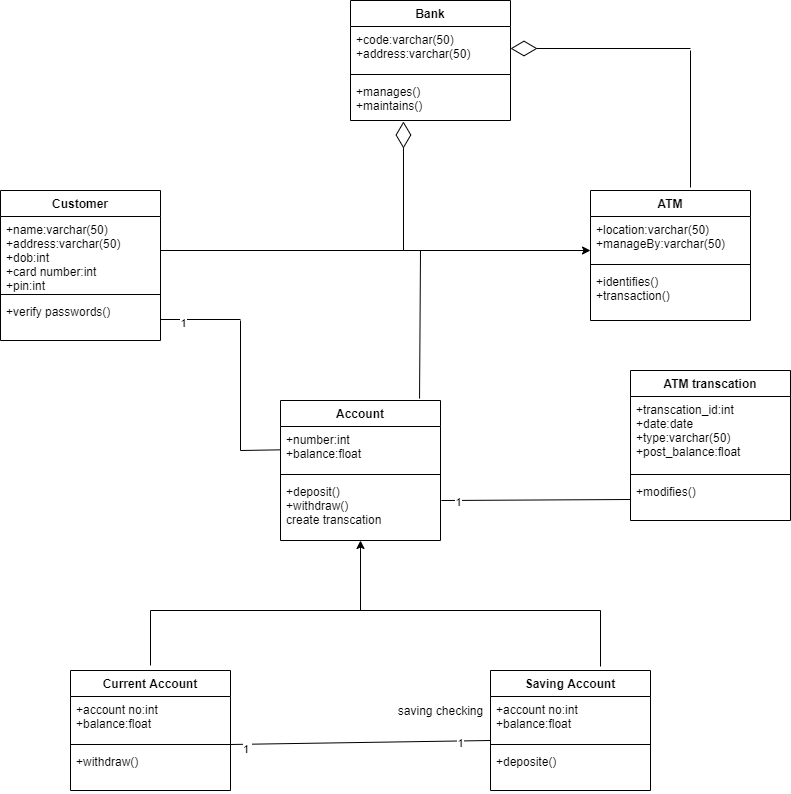 Bank
+code:varchar(50)
+address:varchar(50)
+manages()
+maintains()
Customer
+name:varchar(50)
+address:varchar(50)
+dob:int
+card number:int
+pin:int
+verify passwords()
ATM
+location:varchar(50)
+manageBy:varchar(50)
+identifies()
+transaction()
1
Account
+number:int
+balance:float
+deposit()
+withdraw()
create transcation
1
ATM transcation
+transcation_id:int
+date:date
+type:varchar(50)
+post_balance:float
+modifies()
Current Account
+account no:int
+balance:float
+withdraw()
1
saving checking
1
Saving Account
+account no:int
+balance:float
+deposite()